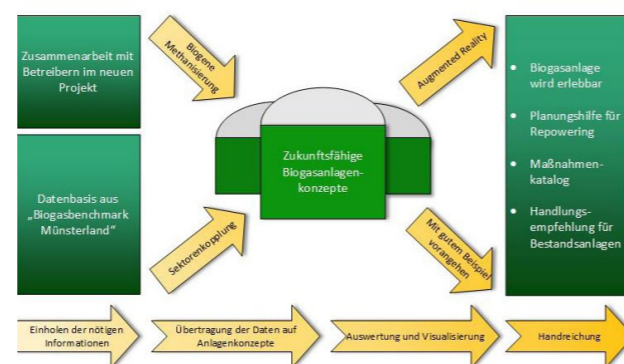 Zusammenarbeit mit
Betreibern im neuen
Projekt
Datenbasis aus
„Biogasbenchmark
Münsterland“
Biogene
Methanisierung
Sektorenkopplung
Zukunftsfähige
Biogasanlagen-
konzepte
Augmented Reality
Mit gutem Beispiel
vorangehen
• Biogasanlage
wird erlebbar
• Planungshilfe für
Repowering
• Maßnahmen-
katalog
• Handlungs-
empfehlung für
Bestandsanlagen
Einholen der nötigen
Informationen
Übertragung der Daten auf
Anlagenkonzepte
Auswertung und Visualisierung
Handreichung